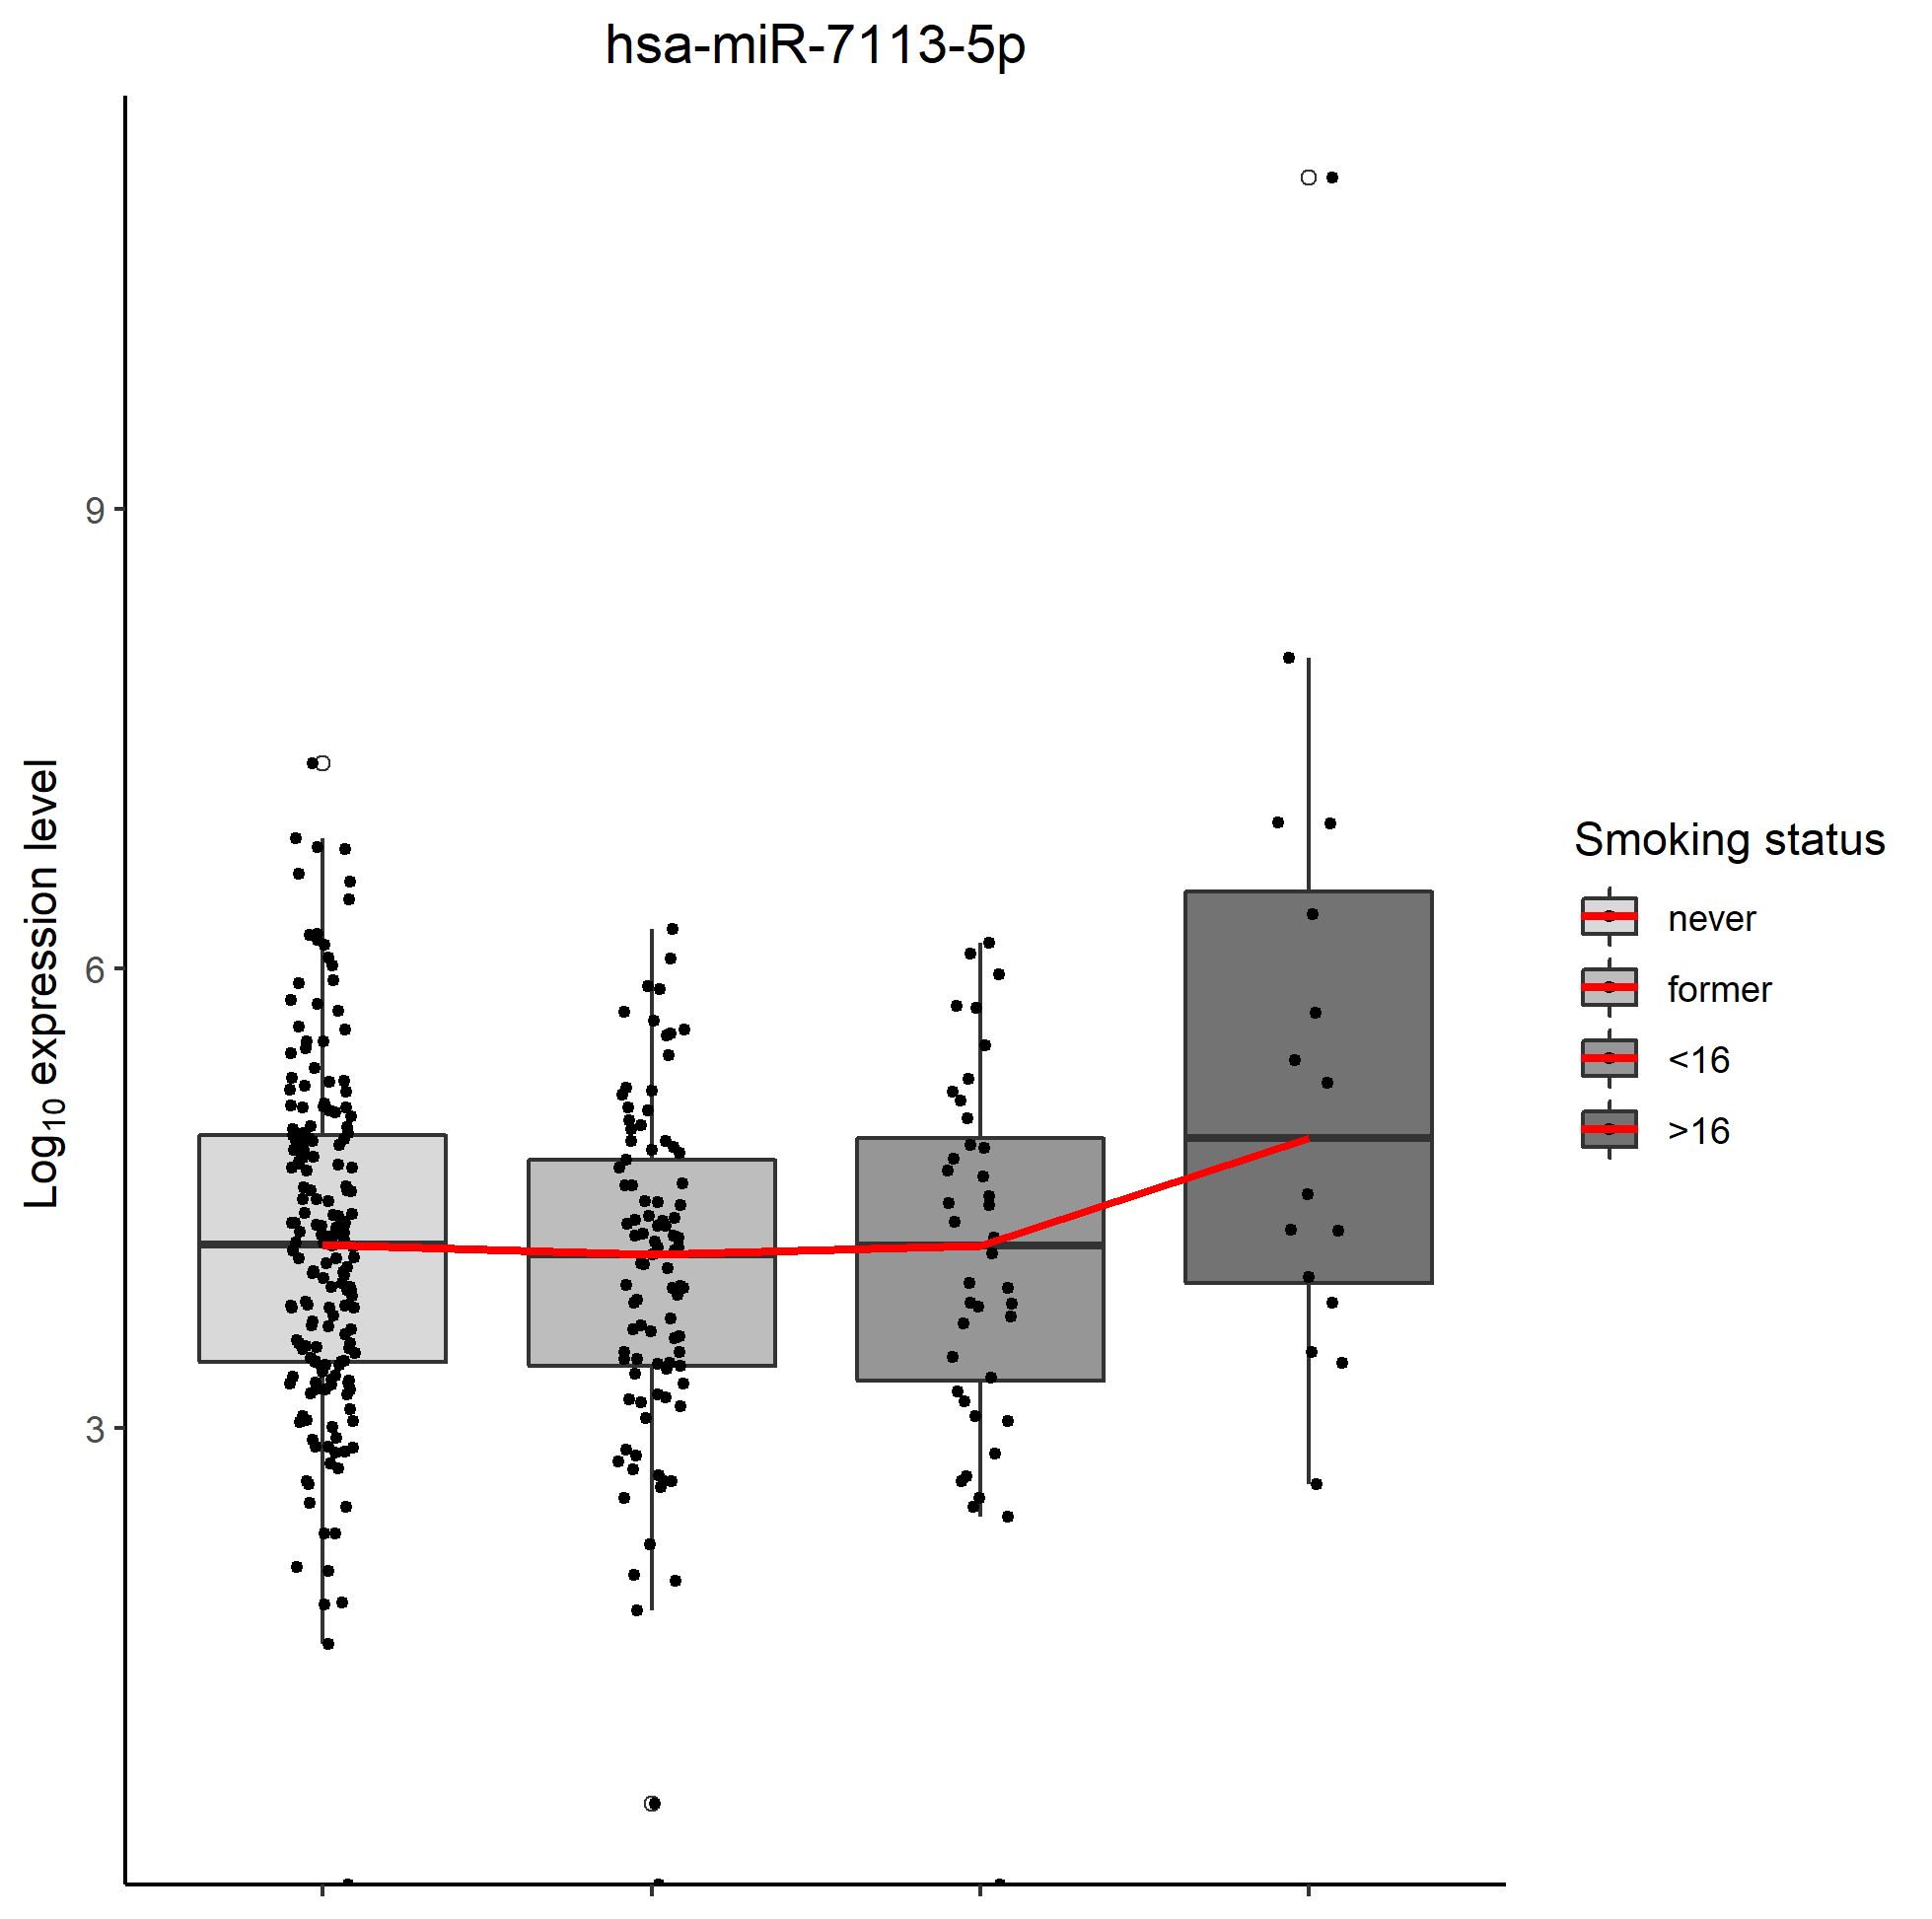 hsa-miR-7113-5p
9
6
3
Log₁₀ expression level
Smoking status
never
former
<16
>16